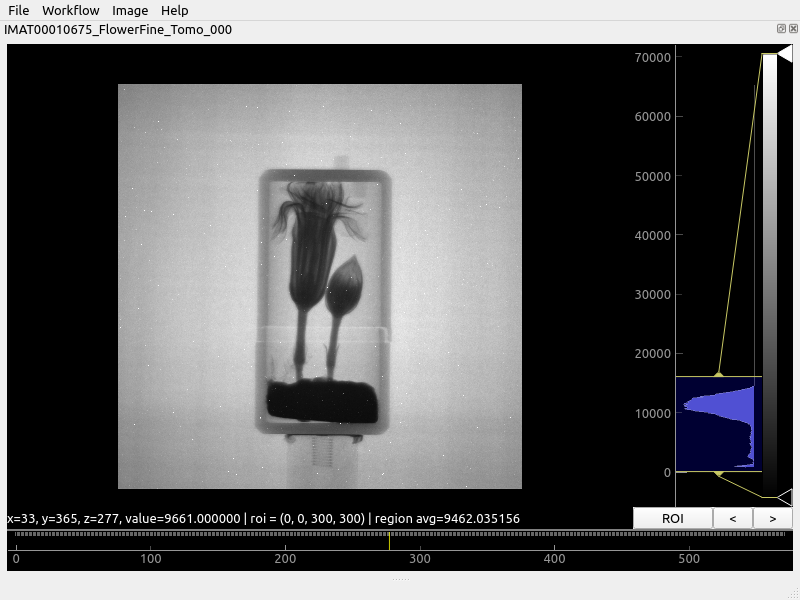 File Workflow Image Help
IMAT00010675_FlowerFine_Tomo_000
70000
60000
50000
40000
30000
20000
10000
0
x=33, y=365, z=277, value=9661.000000 | roi = (0, 0, 300, 300) | region avg=9462.035156
ROI < >
0 100 200 300 400 500